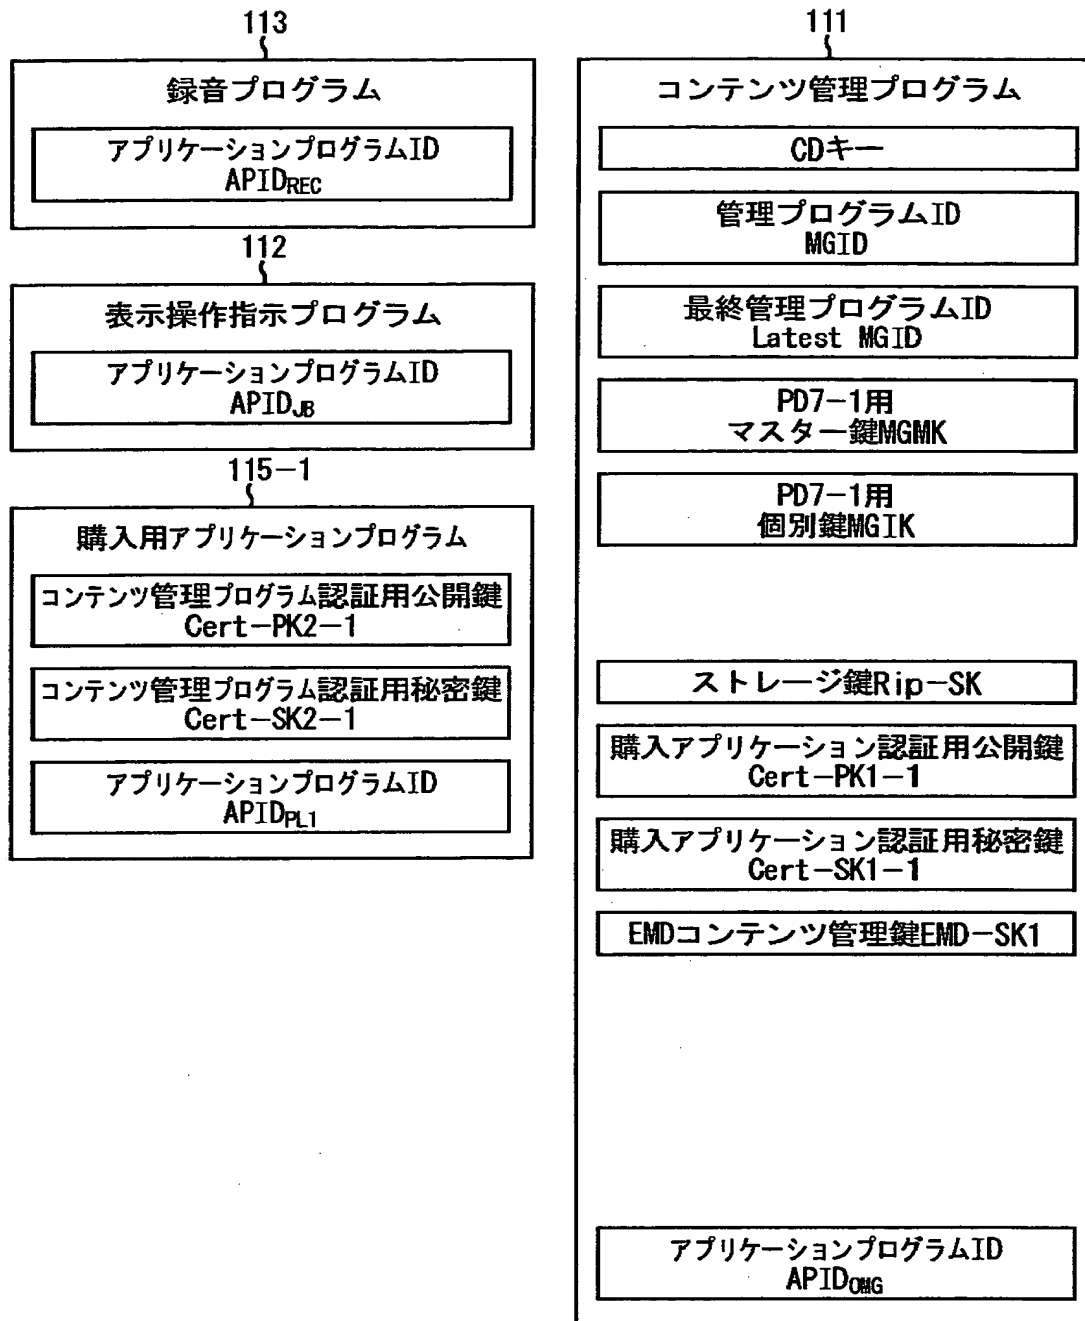 113
録音プログラム
アプリケーションプログラムID
APIDREC
112
表示操作指示プログラム
アプリケーションプログラムID
APIDJB
115-1
購入用アプリケーションプログラム
コンテンツ管理プログラム認証用公開鍵
Cert-PK2-1
コンテンツ管理プログラム認証用秘密鍵
Cert-SK2-1
アプリケーションプログラムID
APIDPL1
111
コンテンツ管理プログラム
CDキー
管理プログラムID
MGID
最終管理プログラムID
Latest MGID
PD7-1用
マスター鍵MGMK
PD7-1用
個別鍵MGIK
ストレージ鍵Rip-SK
購入アプリケーション認証用公開鍵
Cert-PK1-1
購入アプリケーション認証用秘密鍵
Cert-SK1-1
EMDコンテンツ管理鍵EMD-SK1
アプリケーションプログラムID
APIDOMG